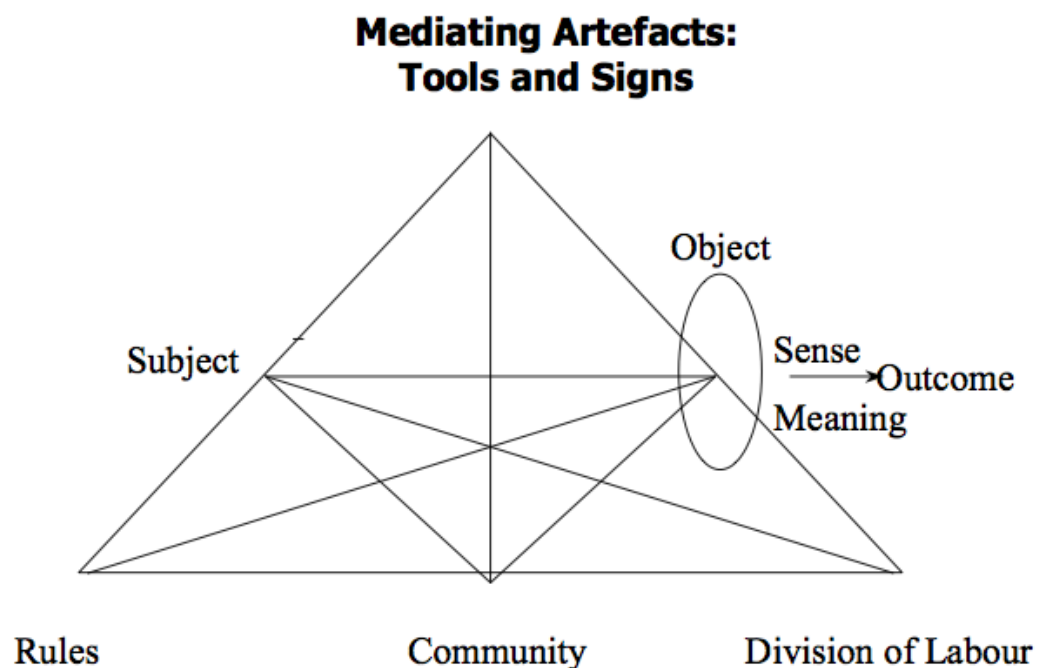 Mediating Artefacts:
Tools and Signs
Object
Subject
Sense
Outcome
Meaning
Rules
Community
Division of Labour